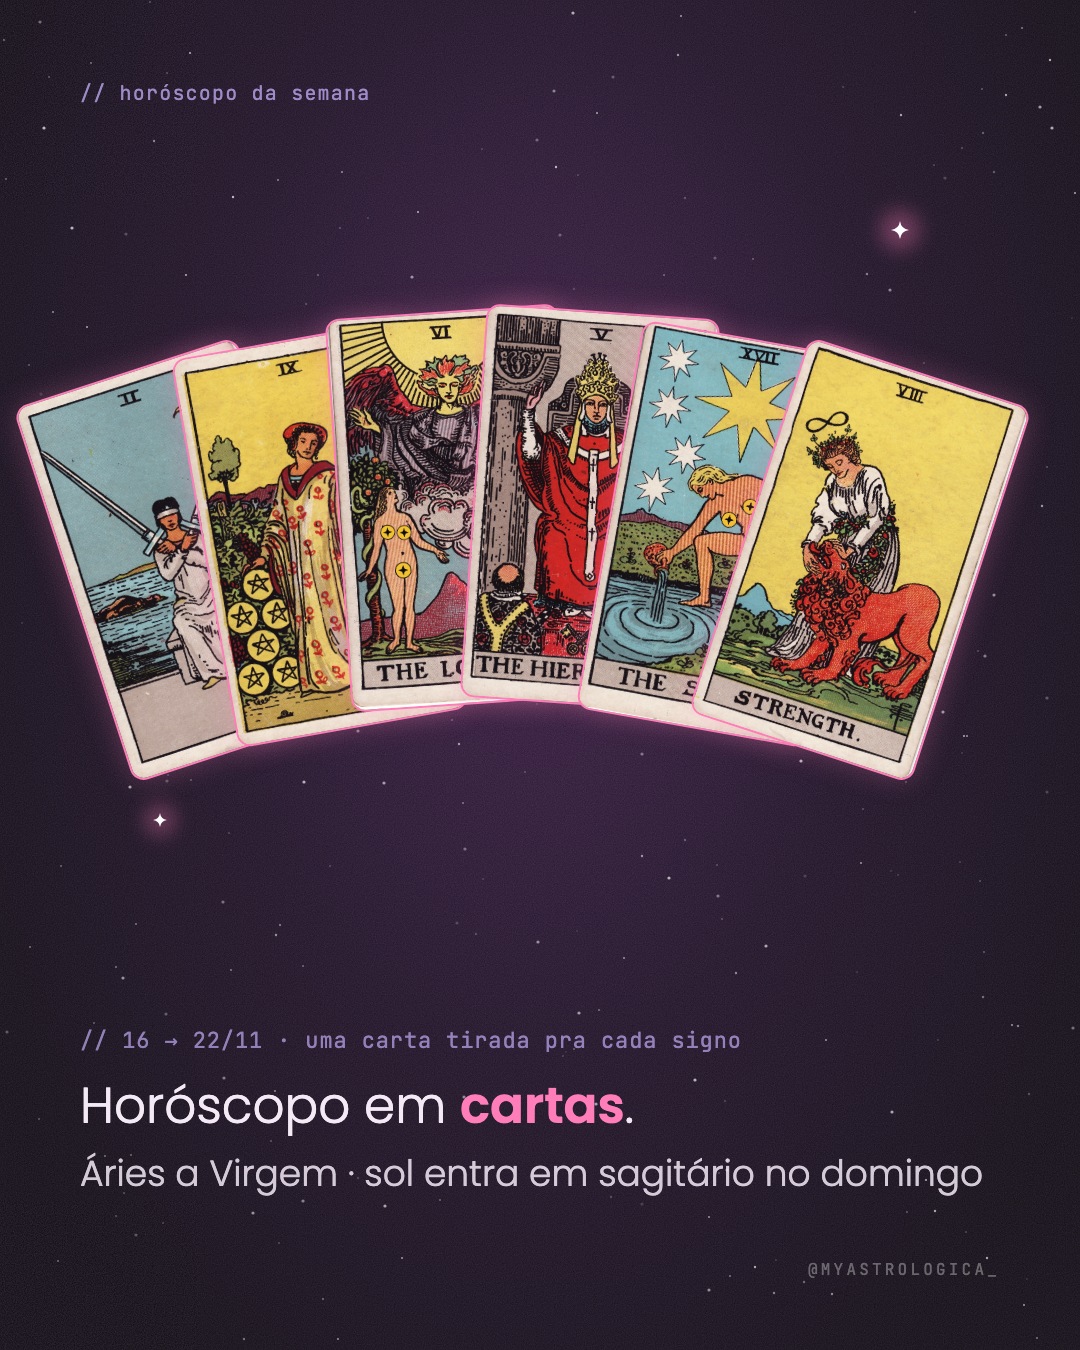 // horóscopo da semana
II
IX
VI
V
XVII
VIII
THE LO
THE HIER
THE S
STRENGTH.
// 16 → 22/11 · uma carta tirada pra cada signo
Horóscopo em cartas.
Áries a Virgem · sol entra em sagitário no domingo
@MYASTROLOGICA_